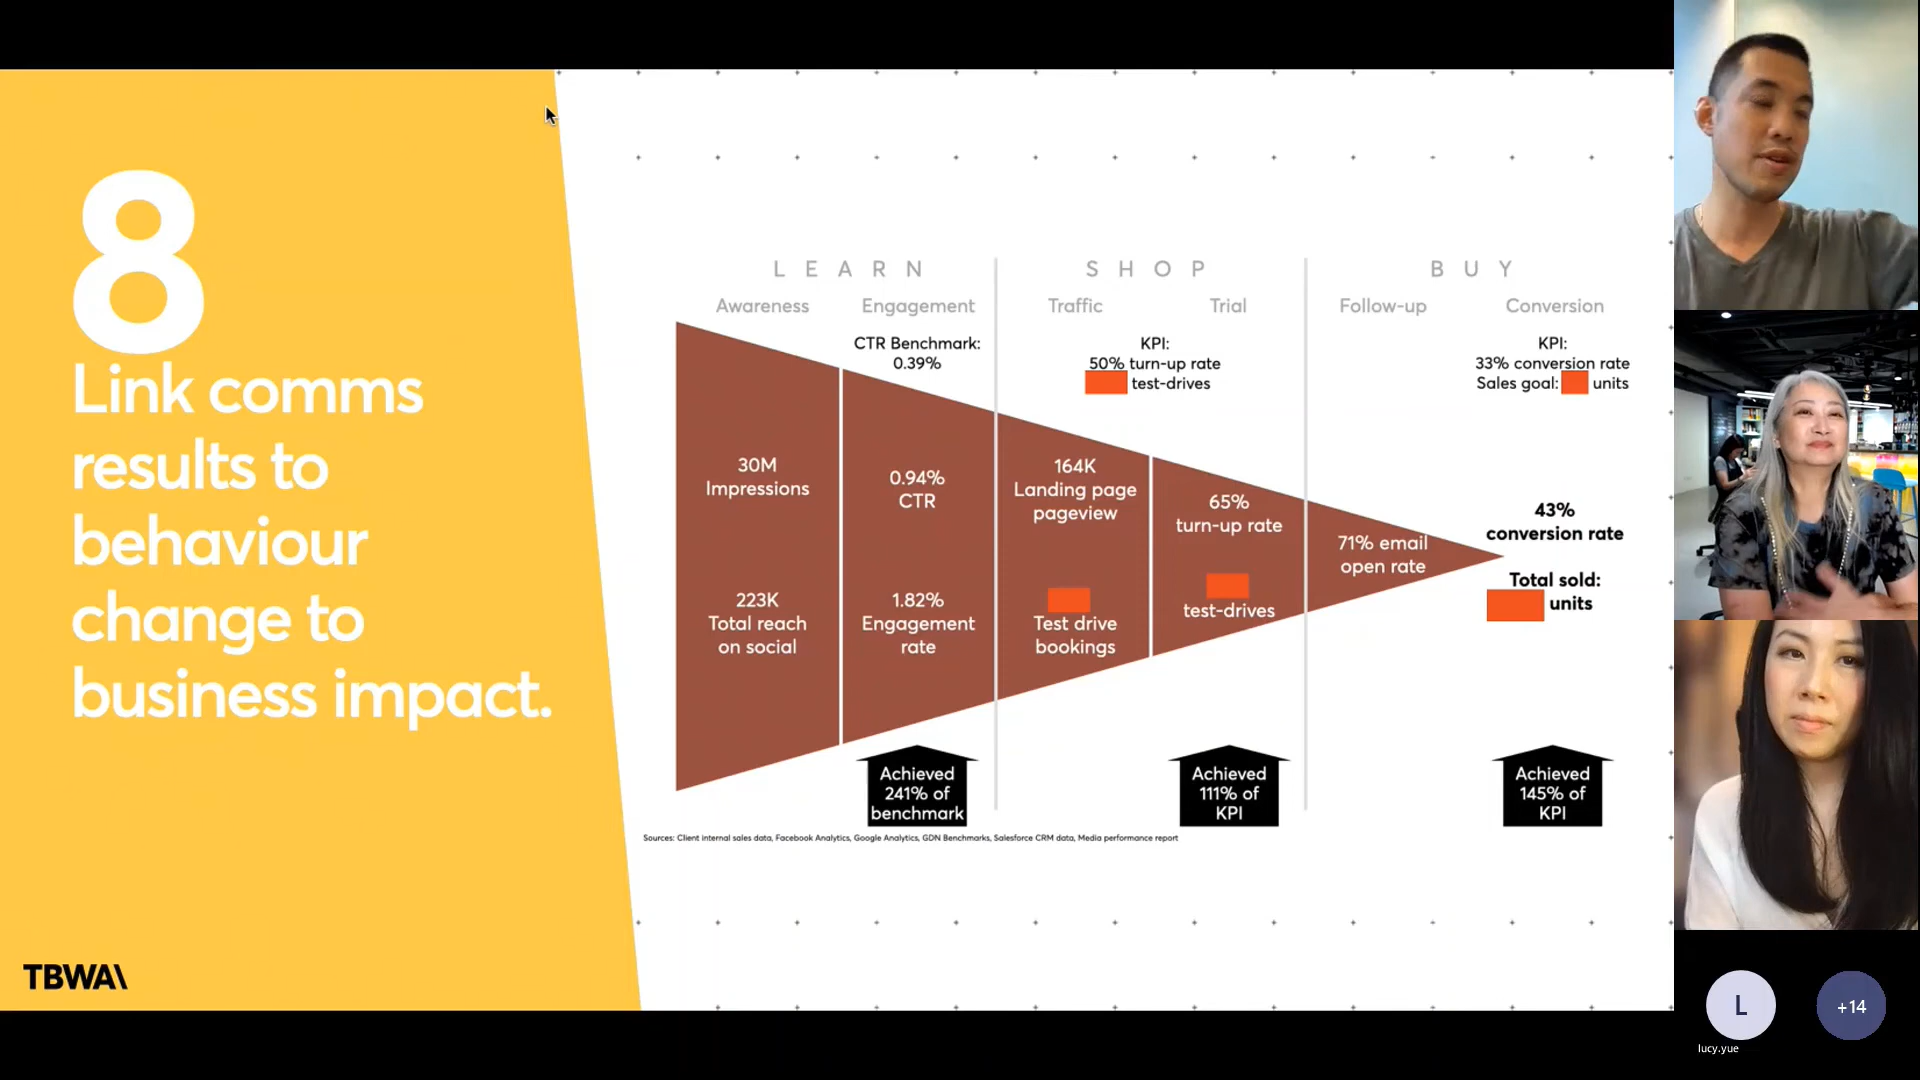 8
Link comms
results to
behaviour
change to
business impact.
TBWA\
LEARN
SHOP
BUY
Awareness
Engagement
Traffic
Trial
Follow-up
Conversion
CTR Benchmark:
0.39%
KPI:
50% turn-up rate
test-drives
KPI:
33% conversion rate
Sales goal: units
30M
Impressions
223K
Total reach
on social
0.94%
CTR
1.82%
Engagement
rate
164K
Landing page
pageview
Test drive
bookings
65%
turn-up rate
test-drives
71% email
open rate
43%
conversion rate
Total sold:
units
Achieved
241% of
benchmark
Achieved
111% of
KPI
Achieved
145% of
KPI
Sources: Client internal sales data, Facebook Analytics, Google Analytics, GDN Benchmarks, Salesforce CRM data, Media performance report
L
+14
lucy.yue